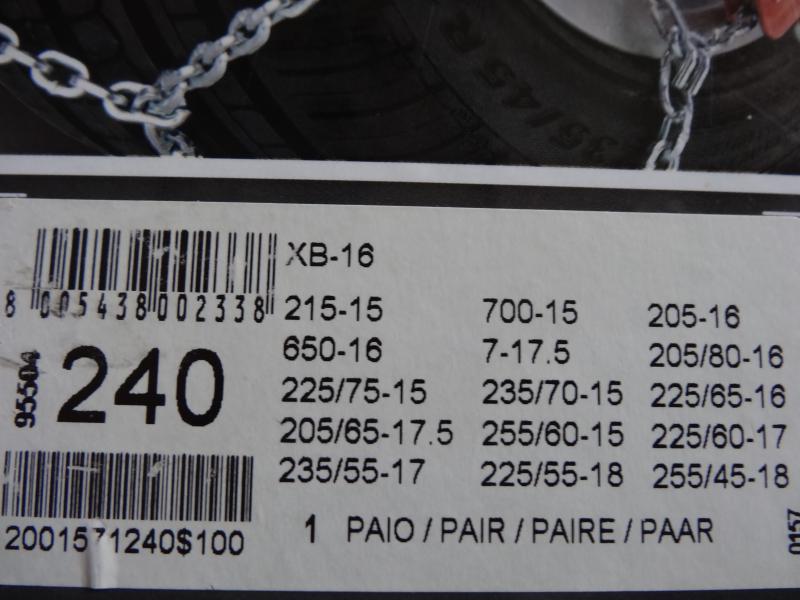 35/45 R
XB-16
8 005438 002338
215-15 700-15 205-16
650-16 7-17.5 205/80-16
95504
240
225/75-15 235/70-15 225/65-16
205/65-17.5 255/60-15 225/60-17
235/55-17 225/55-18 255/45-18
2001571240$100
1 PAIO / PAIR / PAIRE / PAAR
0157